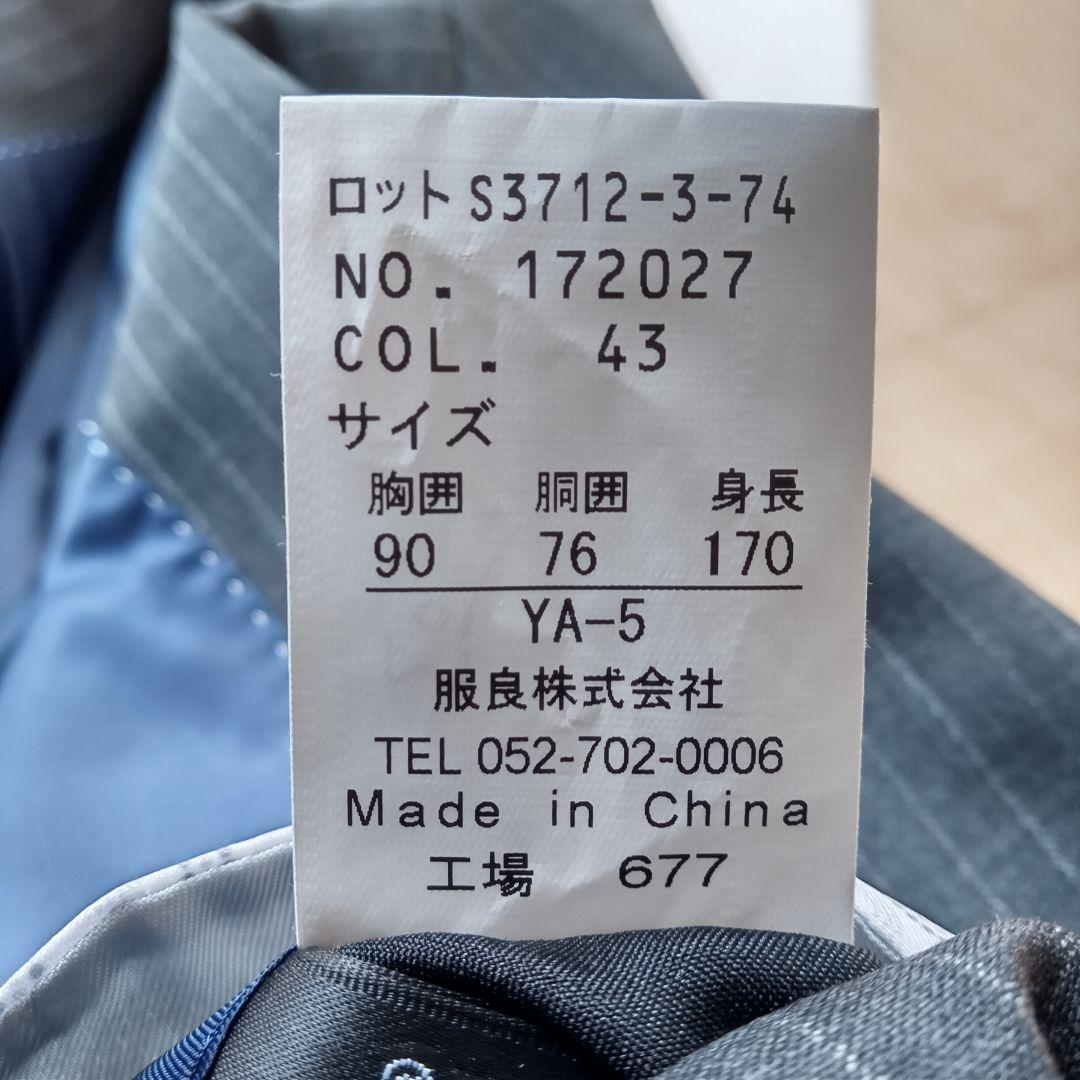 ロット S3712-3-74
NO. 172027
COL. 43
サイズ
胸囲 胴囲 身長
90 76 170
YA-5
服良株式会社
TEL 052-702-0006
Made in China
工場 677